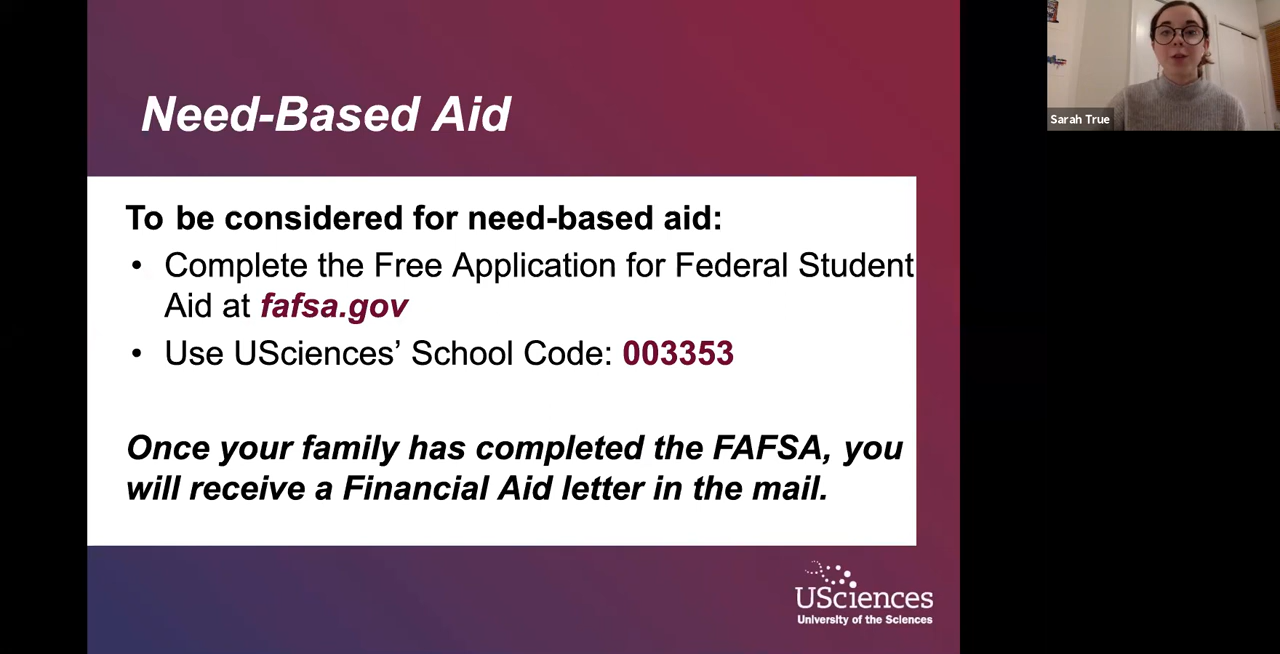 Need-Based Aid
To be considered for need-based aid:
• Complete the Free Application for Federal Student
Aid at fafsa.gov
• Use USciences’ School Code: 003353
Once your family has completed the FAFSA, you
will receive a Financial Aid letter in the mail.
USciences
University of the Sciences
Sarah True